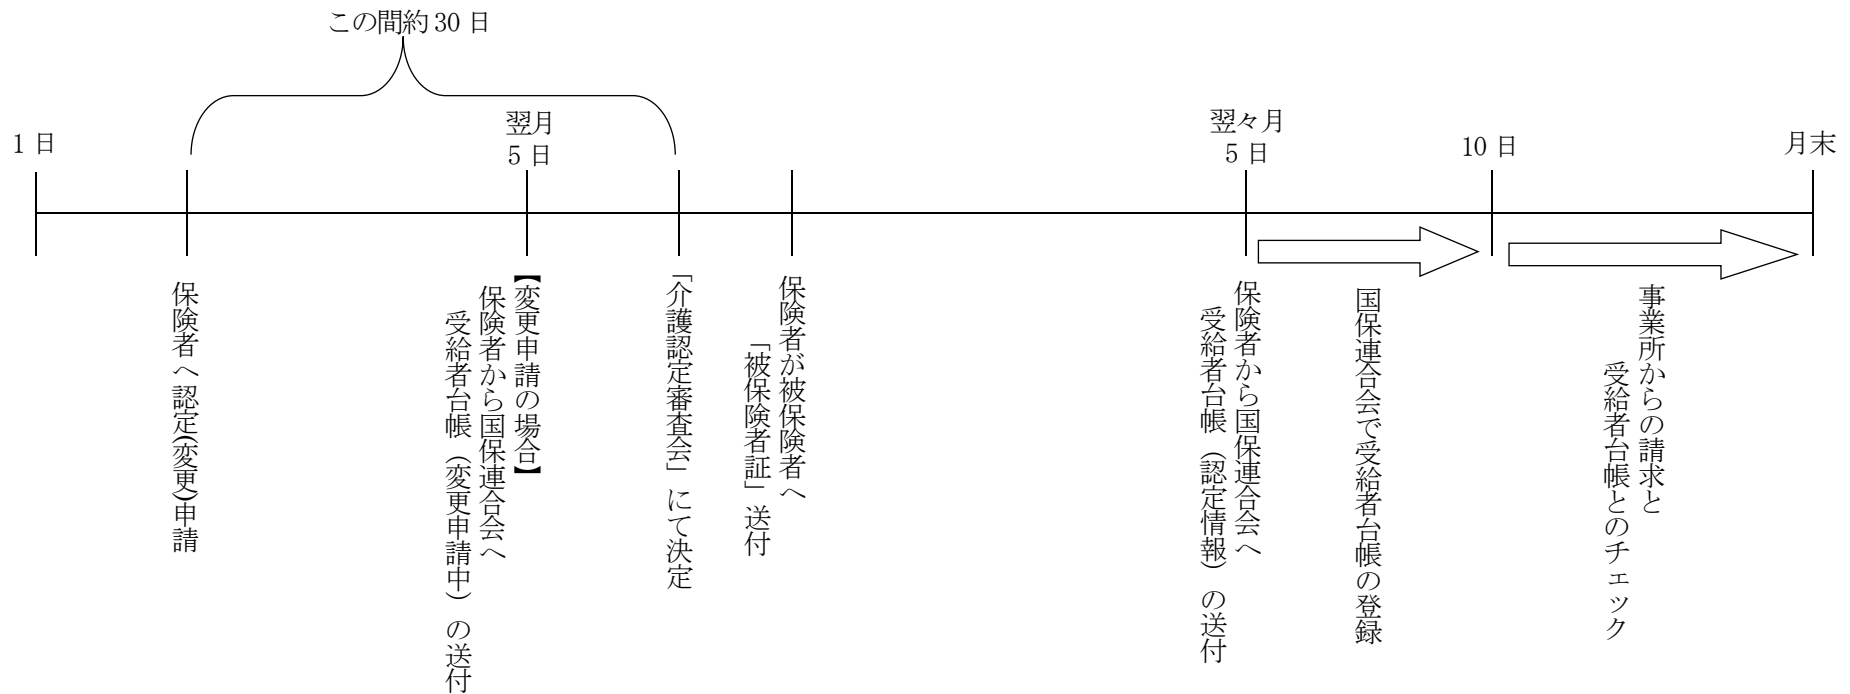 この間約30日
1日
翌月
5日
翌々月
5日
10日
月末
保険者へ認定(変更)申請
【変更申請の場合】
保険者から国保連合会へ
受給者台帳（変更申請中）の送付
「介護認定審査会」にて決定
保険者が被保険者へ
「被保険者証」送付
保険者から国保連合会へ
受給者台帳（認定情報）の送付
国保連合会で受給者台帳の登録
事業所からの請求と
受給者台帳とのチェック